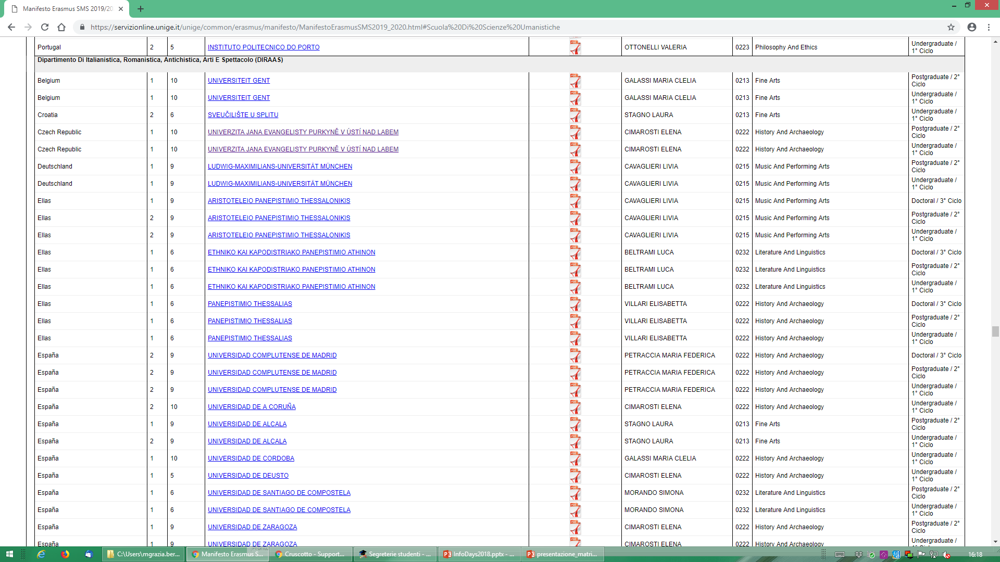 Manifesto Erasmus SMS 2019/20
https://servizionline.unige.it/unige/common/erasmus/manifesto/ManifestoErasmusSMS2019_2020.html#Scuola%20Di%20Scienze%20Umanistiche
Portugal 2 5 INSTITUTO POLITECNICO DO PORTO OTTONELLI VALERIA 0223 Philosophy And Ethics Undergraduate / 1° Ciclo
Dipartimento Di Italianistica, Romanistica, Antichistica, Arti E Spettacolo (DIRAAS)
Belgium 1 10 UNIVERSITEIT GENT GALASSI MARIA CLELIA 0213 Fine Arts Postgraduate / 2° Ciclo
Belgium 1 10 UNIVERSITEIT GENT GALASSI MARIA CLELIA 0213 Fine Arts Undergraduate / 1° Ciclo
Croatia 2 6 SVEUČILIŠTE U SPLITU STAGNO LAURA 0213 Fine Arts Undergraduate / 1° Ciclo
Czech Republic 1 10 UNIVERZITA JANA EVANGELISTY PURKYNĚ V ÚSTÍ NAD LABEM CIMAROSTI ELENA 0222 History And Archaeology Postgraduate / 2° Ciclo
Czech Republic 1 10 UNIVERZITA JANA EVANGELISTY PURKYNĚ V ÚSTÍ NAD LABEM CIMAROSTI ELENA 0222 History And Archaeology Undergraduate / 1° Ciclo
Deutschland 1 9 LUDWIG-MAXIMILIANS-UNIVERSITÄT MÜNCHEN CAVAGLIERI LIVIA 0215 Music And Performing Arts Postgraduate / 2° Ciclo
Deutschland 1 9 LUDWIG-MAXIMILIANS-UNIVERSITÄT MÜNCHEN CAVAGLIERI LIVIA 0215 Music And Performing Arts Undergraduate / 1° Ciclo
Ellas 1 9 ARISTOTELEIO PANEPISTIMIO THESSALONIKIS CAVAGLIERI LIVIA 0215 Music And Performing Arts Doctoral / 3° Ciclo
Ellas 2 9 ARISTOTELEIO PANEPISTIMIO THESSALONIKIS CAVAGLIERI LIVIA 0215 Music And Performing Arts Postgraduate / 2° Ciclo
Ellas 2 9 ARISTOTELEIO PANEPISTIMIO THESSALONIKIS CAVAGLIERI LIVIA 0215 Music And Performing Arts Undergraduate / 1° Ciclo
Ellas 1 6 ETHNIKO KAI KAPODISTRIAKO PANEPISTIMIO ATHINON BELTRAMI LUCA 0232 Literature And Linguistics Doctoral / 3° Ciclo
Ellas 1 6 ETHNIKO KAI KAPODISTRIAKO PANEPISTIMIO ATHINON BELTRAMI LUCA 0232 Literature And Linguistics Postgraduate / 2° Ciclo
Ellas 1 6 ETHNIKO KAI KAPODISTRIAKO PANEPISTIMIO ATHINON BELTRAMI LUCA 0232 Literature And Linguistics Undergraduate / 1° Ciclo
Ellas 1 6 PANEPISTIMIO THESSALIAS VILLARI ELISABETTA 0222 History And Archaeology Doctoral / 3° Ciclo
Ellas 1 6 PANEPISTIMIO THESSALIAS VILLARI ELISABETTA 0222 History And Archaeology Postgraduate / 2° Ciclo
Ellas 1 6 PANEPISTIMIO THESSALIAS VILLARI ELISABETTA 0222 History And Archaeology Undergraduate / 1° Ciclo
España 2 9 UNIVERSIDAD COMPLUTENSE DE MADRID PETRACCIA MARIA FEDERICA 0222 History And Archaeology Doctoral / 3° Ciclo
España 2 9 UNIVERSIDAD COMPLUTENSE DE MADRID PETRACCIA MARIA FEDERICA 0222 History And Archaeology Postgraduate / 2° Ciclo
España 2 9 UNIVERSIDAD COMPLUTENSE DE MADRID PETRACCIA MARIA FEDERICA 0222 History And Archaeology Undergraduate / 1° Ciclo
España 2 10 UNIVERSIDAD DE A CORUÑA CIMAROSTI ELENA 0222 History And Archaeology Undergraduate / 1° Ciclo
España 1 9 UNIVERSIDAD DE ALCALA STAGNO LAURA 0213 Fine Arts Postgraduate / 2° Ciclo
España 2 9 UNIVERSIDAD DE ALCALA STAGNO LAURA 0213 Fine Arts Undergraduate / 1° Ciclo
España 1 10 UNIVERSIDAD DE CORDOBA GALASSI MARIA CLELIA 0222 History And Archaeology Undergraduate / 1° Ciclo
España 1 5 UNIVERSIDAD DE DEUSTO CIMAROSTI ELENA 0222 History And Archaeology Undergraduate / 1° Ciclo
España 1 6 UNIVERSIDAD DE SANTIAGO DE COMPOSTELA MORANDO SIMONA 0232 Literature And Linguistics Postgraduate / 2° Ciclo
España 1 6 UNIVERSIDAD DE SANTIAGO DE COMPOSTELA MORANDO SIMONA 0232 Literature And Linguistics Undergraduate / 1° Ciclo
España 1 9 UNIVERSIDAD DE ZARAGOZA CIMAROSTI ELENA 0222 History And Archaeology Postgraduate / 2° Ciclo
España 1 9 UNIVERSIDAD DE ZARAGOZA CIMAROSTI ELENA 0222 History And Archaeology Undergraduate /
Pronto
C:\Users\mgrazia.ber... Manifesto Erasmus S... Cruscotto - Support... Segreterie studenti - ... InfoDays2018.pptx - ... presentazione_matri... 16:18